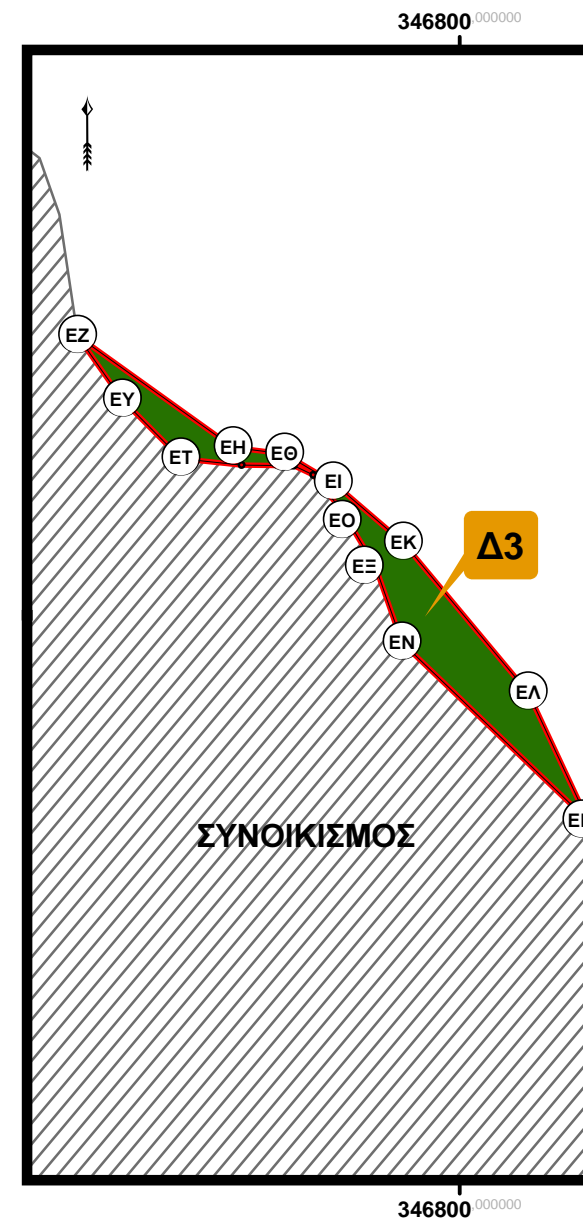 346800,000000
ΕΖ
ΕΥ
ΕΗ
ΕΘ
ΕΤ
ΕΙ
ΕΟ
ΕΚ
Δ3
ΕΞ
ΕΝ
ΕΛ
ΣΥΝΟΙΚΙΣΜΟΣ
346800,000000